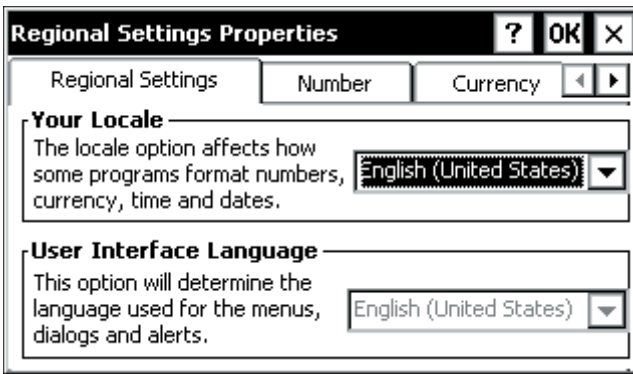 Regional Settings Properties ? OK ×
Regional Settings Number Currency
Your Locale
The locale option affects how
some programs format numbers,
currency, time and dates.
English (United States)
User Interface Language
This option will determine the
language used for the menus,
dialogs and alerts.
English (United States)